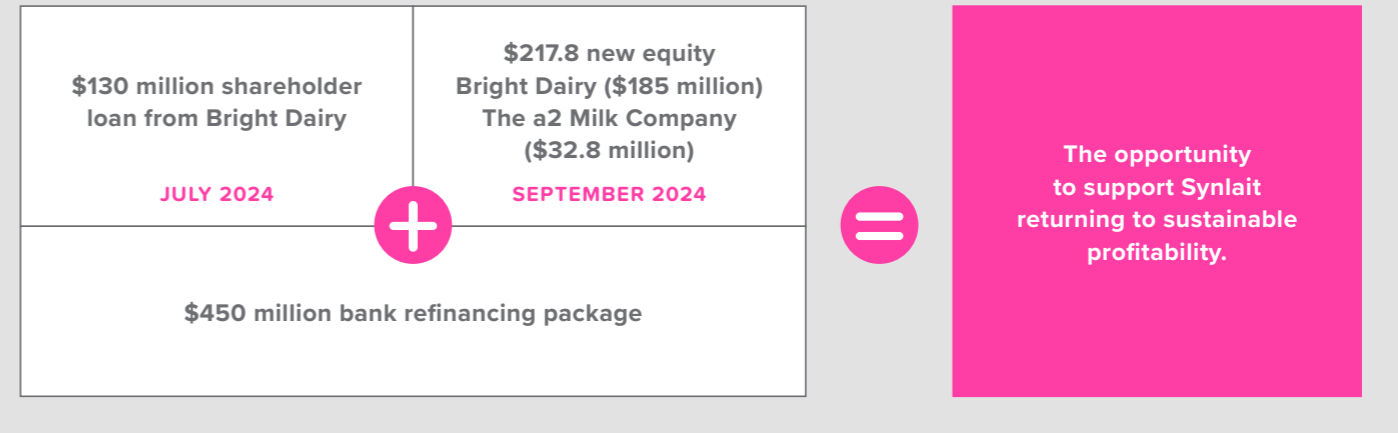 $130 million shareholder
loan from Bright Dairy
JULY 2024
$217.8 new equity
Bright Dairy ($185 million)
The a2 Milk Company
($32.8 million)
SEPTEMBER 2024
$450 million bank refinancing package
The opportunity
to support Synlait
returning to sustainable
profitability.